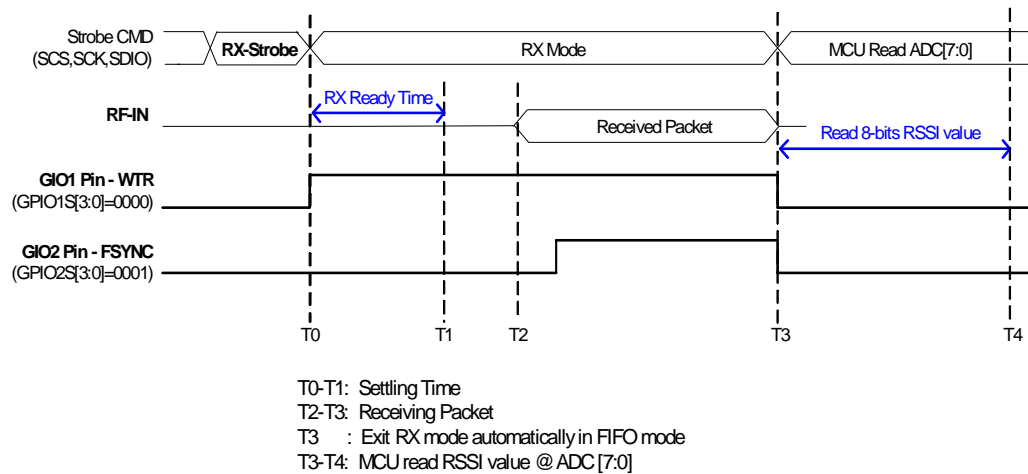 Strobe CMD
(SCS,SCK,SDIO)
RX-Strobe
RX Mode
MCU Read ADC[7:0]
RX Ready Time
RF-IN
Received Packet
Read 8-bits RSSI value
GIO1 Pin - WTR
(GPIO1S[3:0]=0000)
GIO2 Pin - FSYNC
(GPIO2S[3:0]=0001)
T0 T1 T2 T3 T4
T0-T1: Settling Time
T2-T3: Receiving Packet
T3 : Exit RX mode automatically in FIFO mode
T3-T4: MCU read RSSI value @ ADC [7:0]